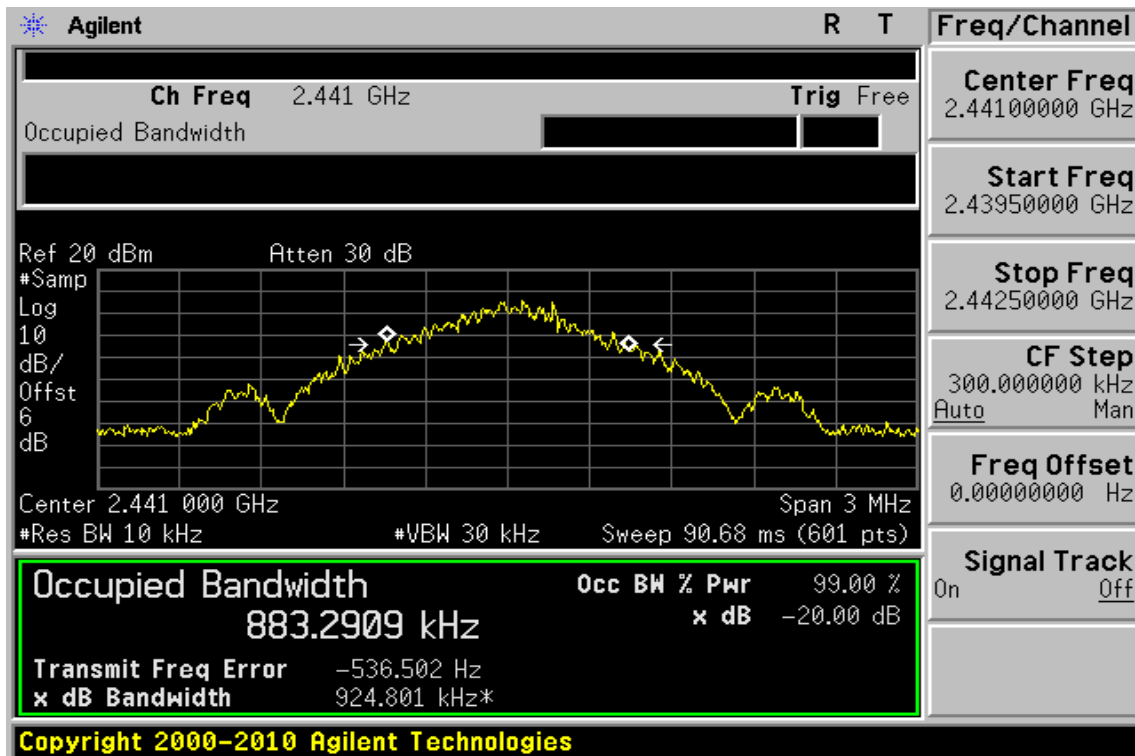 Agilent R T
Freq/Channel
Ch Freq 2.441 GHz Trig Free
Occupied Bandwidth
Center Freq
2.44100000 GHz
Start Freq
2.43950000 GHz
Stop Freq
2.44250000 GHz
CF Step
300.000000 kHz
Auto Man
Freq Offset
0.00000000 Hz
Signal Track
On Off
Ref 20 dBm Atten 30 dB
#Samp
Log
10
dB/
Offst
6
dB
Center 2.441 000 GHz Span 3 MHz
#Res BW 10 kHz #VBW 30 kHz Sweep 90.68 ms (601 pts)
Occupied Bandwidth
883.2909 kHz
Occ BW % Pwr 99.00 %
x dB -20.00 dB
Transmit Freq Error -536.502 Hz
x dB Bandwidth 924.801 kHz*
Copyright 2000-2010 Agilent Technologies